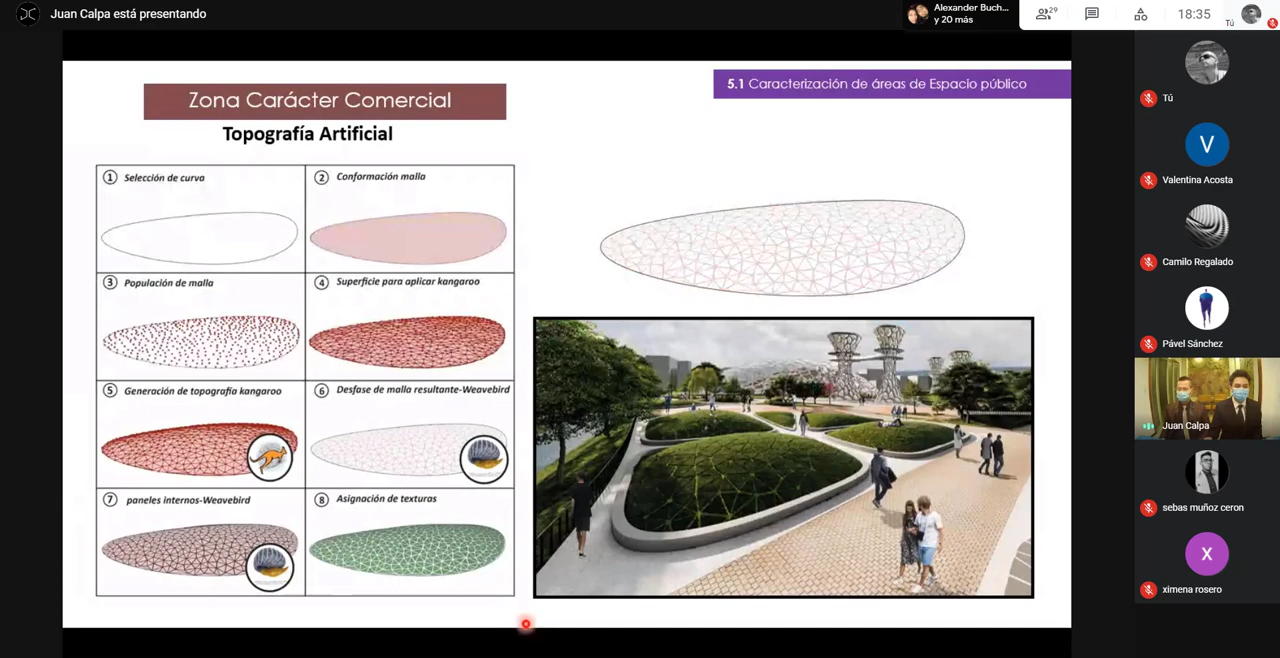 Juan Calpa está presentando
Alexander Buch...
y 20 más
29
18:35
Tú
Zona Carácter Comercial
5.1 Caracterización de áreas de Espacio público
Topografía Artificial
1 Selección de curva
2 Conformación malla
3 Populación de malla
4 Superficie para aplicar kangaroo
5 Generación de topografía kangaroo
6 Desfase de malla resultante-Weavebird
7 paneles internos-Weavebird
8 Asignación de texturas
Tú
V
Valentina Acosta
Camilo Regalado
Pável Sánchez
Juan Calpa
sebas muñoz ceron
X
ximena rosero